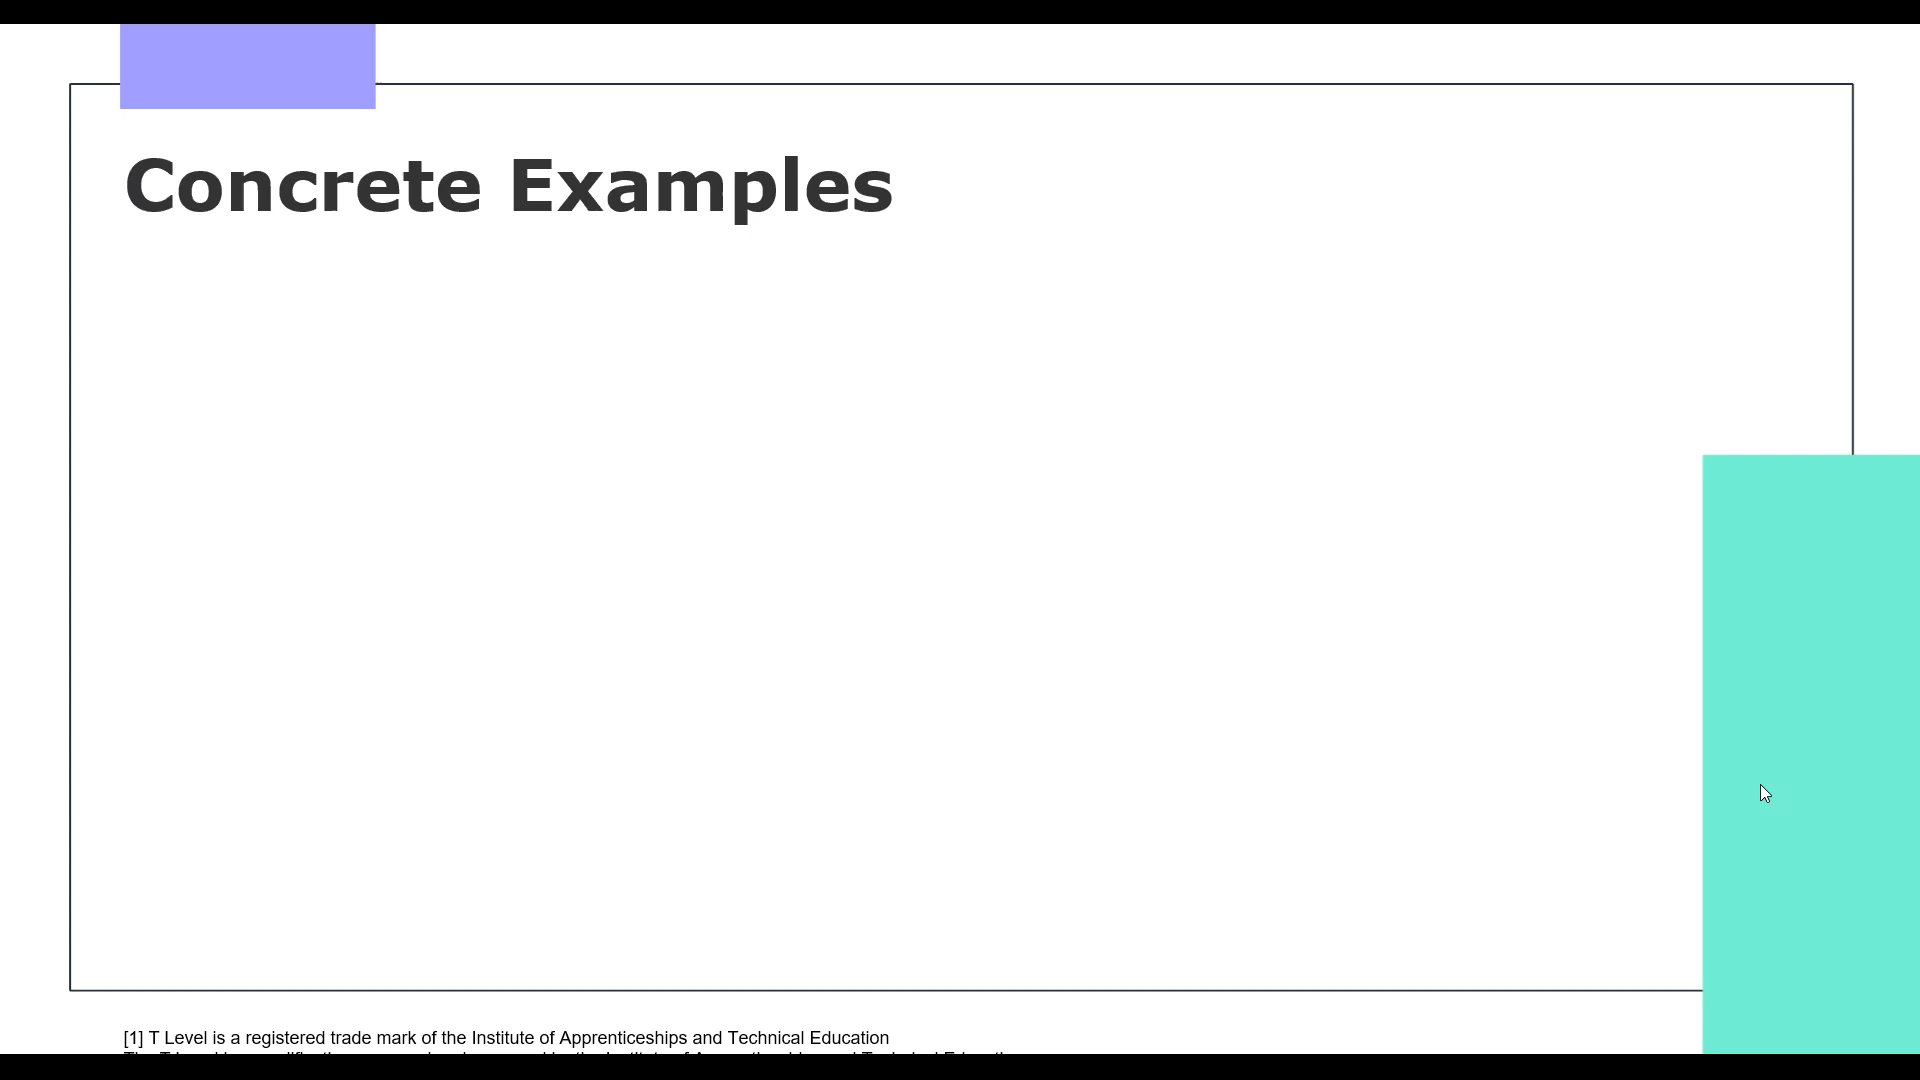 Concrete Examples
[1] T Level is a registered trade mark of the Institute of Apprenticeships and Technical Education